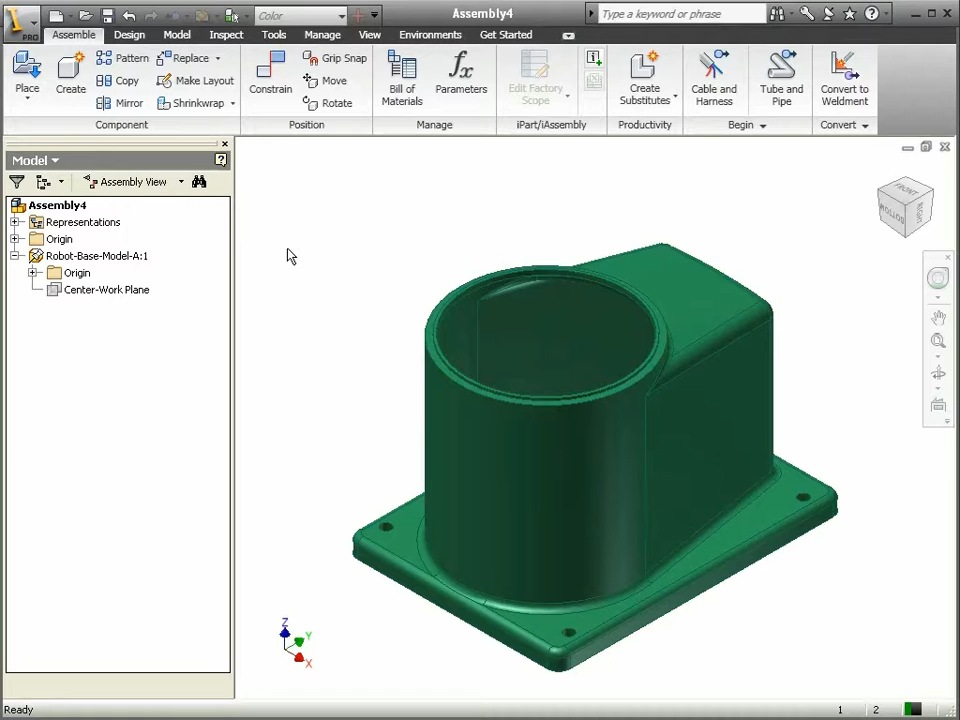 Color
Assembly4
Type a keyword or phrase
PRO
Assemble Design Model Inspect Tools Manage View Environments Get Started
Place
Create
Pattern
Copy
Mirror
Replace
Make Layout
Shrinkwrap
Constrain
Grip Snap
Move
Rotate
Bill of
Materials
Parameters
Edit Factory
Scope
Create
Substitutes
Cable and
Harness
Tube and
Pipe
Convert to
Weldment
Component Position Manage iPart/iAssembly Productivity Begin Convert
Model
Assembly View
Assembly4
Representations
Origin
Robot-Base-Model-A:1
Origin
Center-Work Plane
FRONT
BOTTOM
RIGHT
Z
Y
X
Ready 1 2